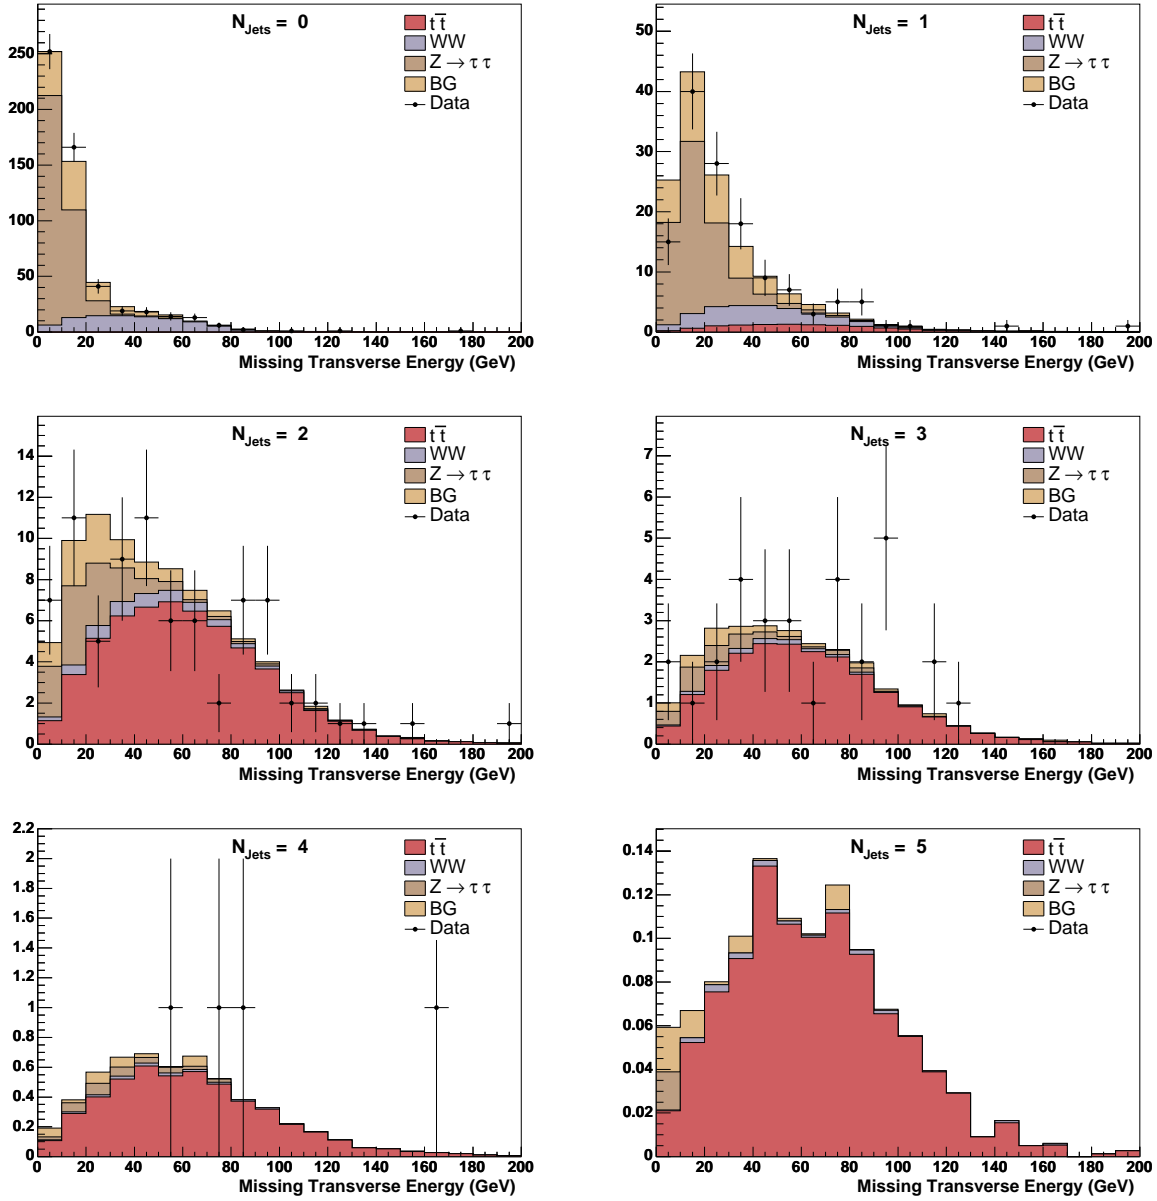 N_Jets = 0
tt̄
WW
Z → τ τ
BG
Data
250
200
150
100
50
0
0 20 40 60 80 100 120 140 160 180 200
Missing Transverse Energy (GeV)
N_Jets = 1
tt̄
WW
Z → τ τ
BG
Data
50
40
30
20
10
0
0 20 40 60 80 100 120 140 160 180 200
Missing Transverse Energy (GeV)
N_Jets = 2
tt̄
WW
Z → τ τ
BG
Data
14
12
10
8
6
4
2
0
0 20 40 60 80 100 120 140 160 180 200
Missing Transverse Energy (GeV)
N_Jets = 3
tt̄
WW
Z → τ τ
BG
Data
7
6
5
4
3
2
1
0
0 20 40 60 80 100 120 140 160 180 200
Missing Transverse Energy (GeV)
N_Jets = 4
tt̄
WW
Z → τ τ
BG
Data
2.2
2
1.8
1.6
1.4
1.2
1
0.8
0.6
0.4
0.2
0
0 20 40 60 80 100 120 140 160 180 200
Missing Transverse Energy (GeV)
N_Jets = 5
tt̄
WW
Z → τ τ
BG
Data
0.14
0.12
0.1
0.08
0.06
0.04
0.02
0
0 20 40 60 80 100 120 140 160 180 200
Missing Transverse Energy (GeV)